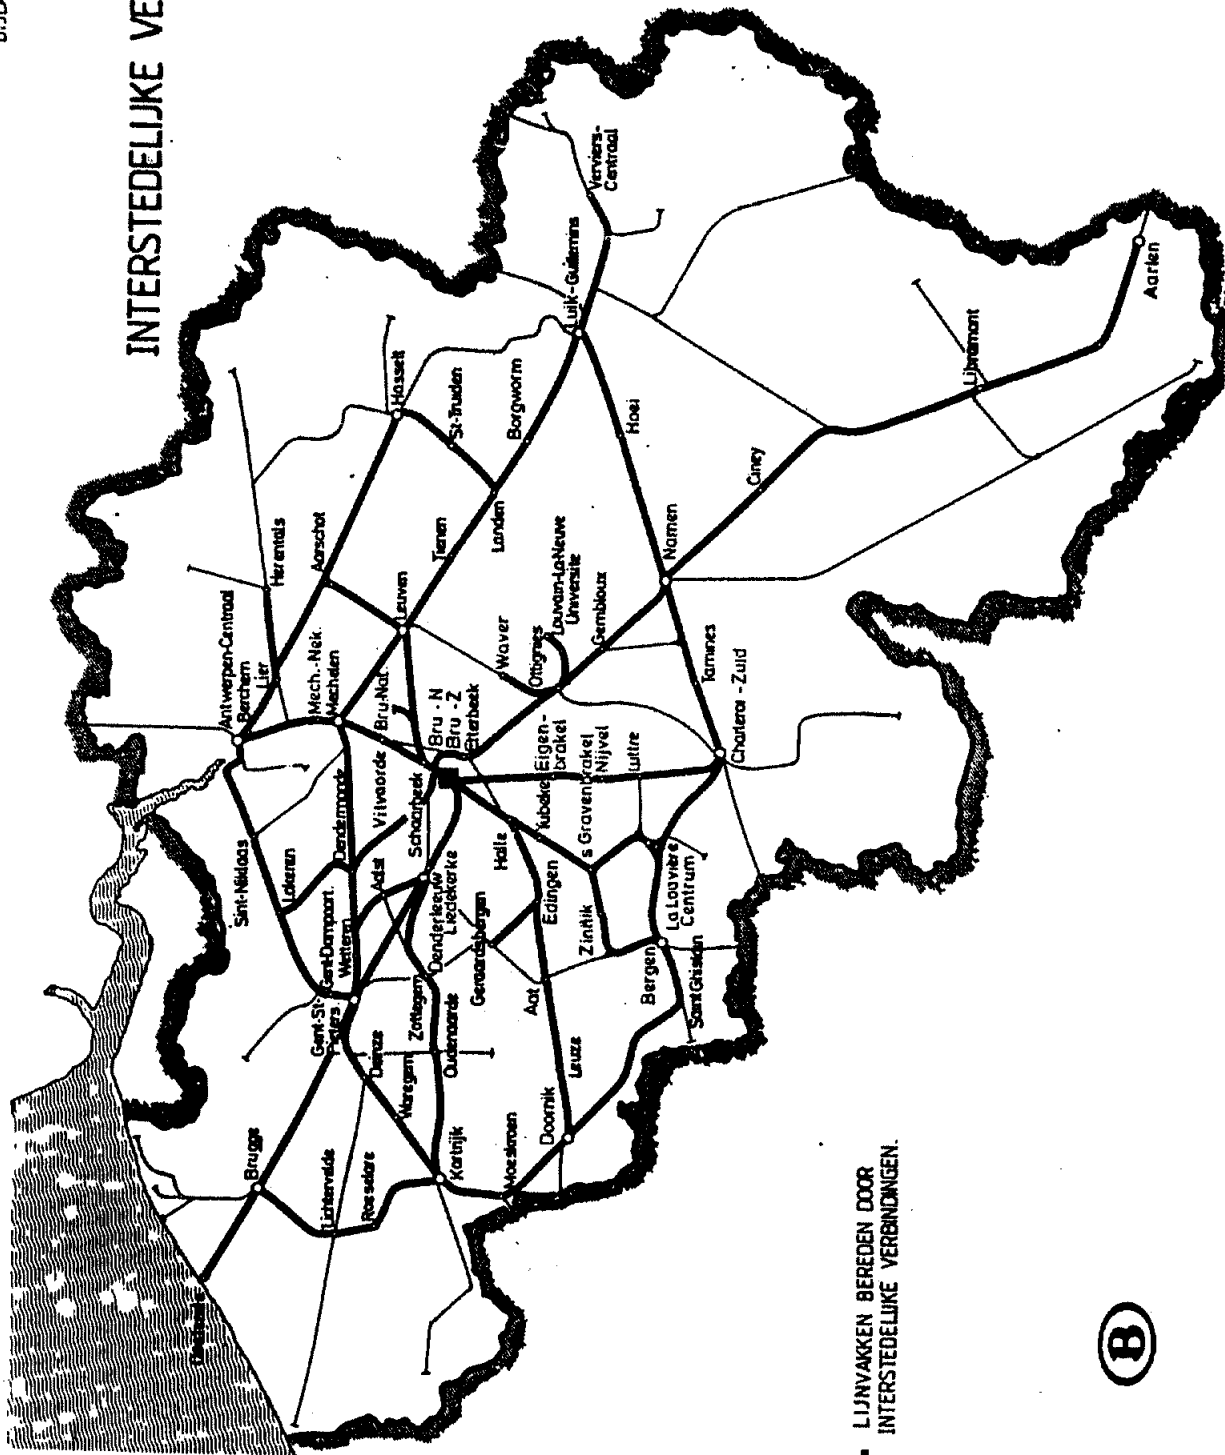 INTERSTEDELIJKE VE
Antwerpen-Centraal
Berchem
Lier
Herentals
Aarschot
Hasselt
St-Truiden
Borgworm
Luik-Guillemins
Verviers-
Centraal
Mech.-Nek.
Mechelen
Leuven
Tienen
Landen
Hoei
Bru.Nat.
Bru - N
Bru - Z
Etterbeek
Waver
Ottignies
Louvain-La-Neuve
Universite
Gembloux
Namen
Ciney
Libramont
Aarlen
Sint-Niklaas
Lokeren
Dendermonde
Vilvoorde
Schaarbeek
Aalst
Gent-Dampoort.
Wetteren
Gent-St-
Pieters.
Denderleeuw
Liedekerke
Halle
Tubeke
Eigen-
brakel
s Gravenbrakel
Nijvel
Luttre
Tamines
Charleroi - Zuid
Edingen
Geraardsbergen
Zottegem
Oudenaarde
Deinze
Waregem
Zinnik
La Louvière
Centrum
Bergen
Saint Ghislain
Aat
Leuze
Doornik
Moeskroen
Kortrijk
Roeselare
Lichtervelde
Brugge
Oostende
LIJNVAKKEN BEREDEN DOOR
INTERSTEDELIJKE VERBINDINGEN.
B